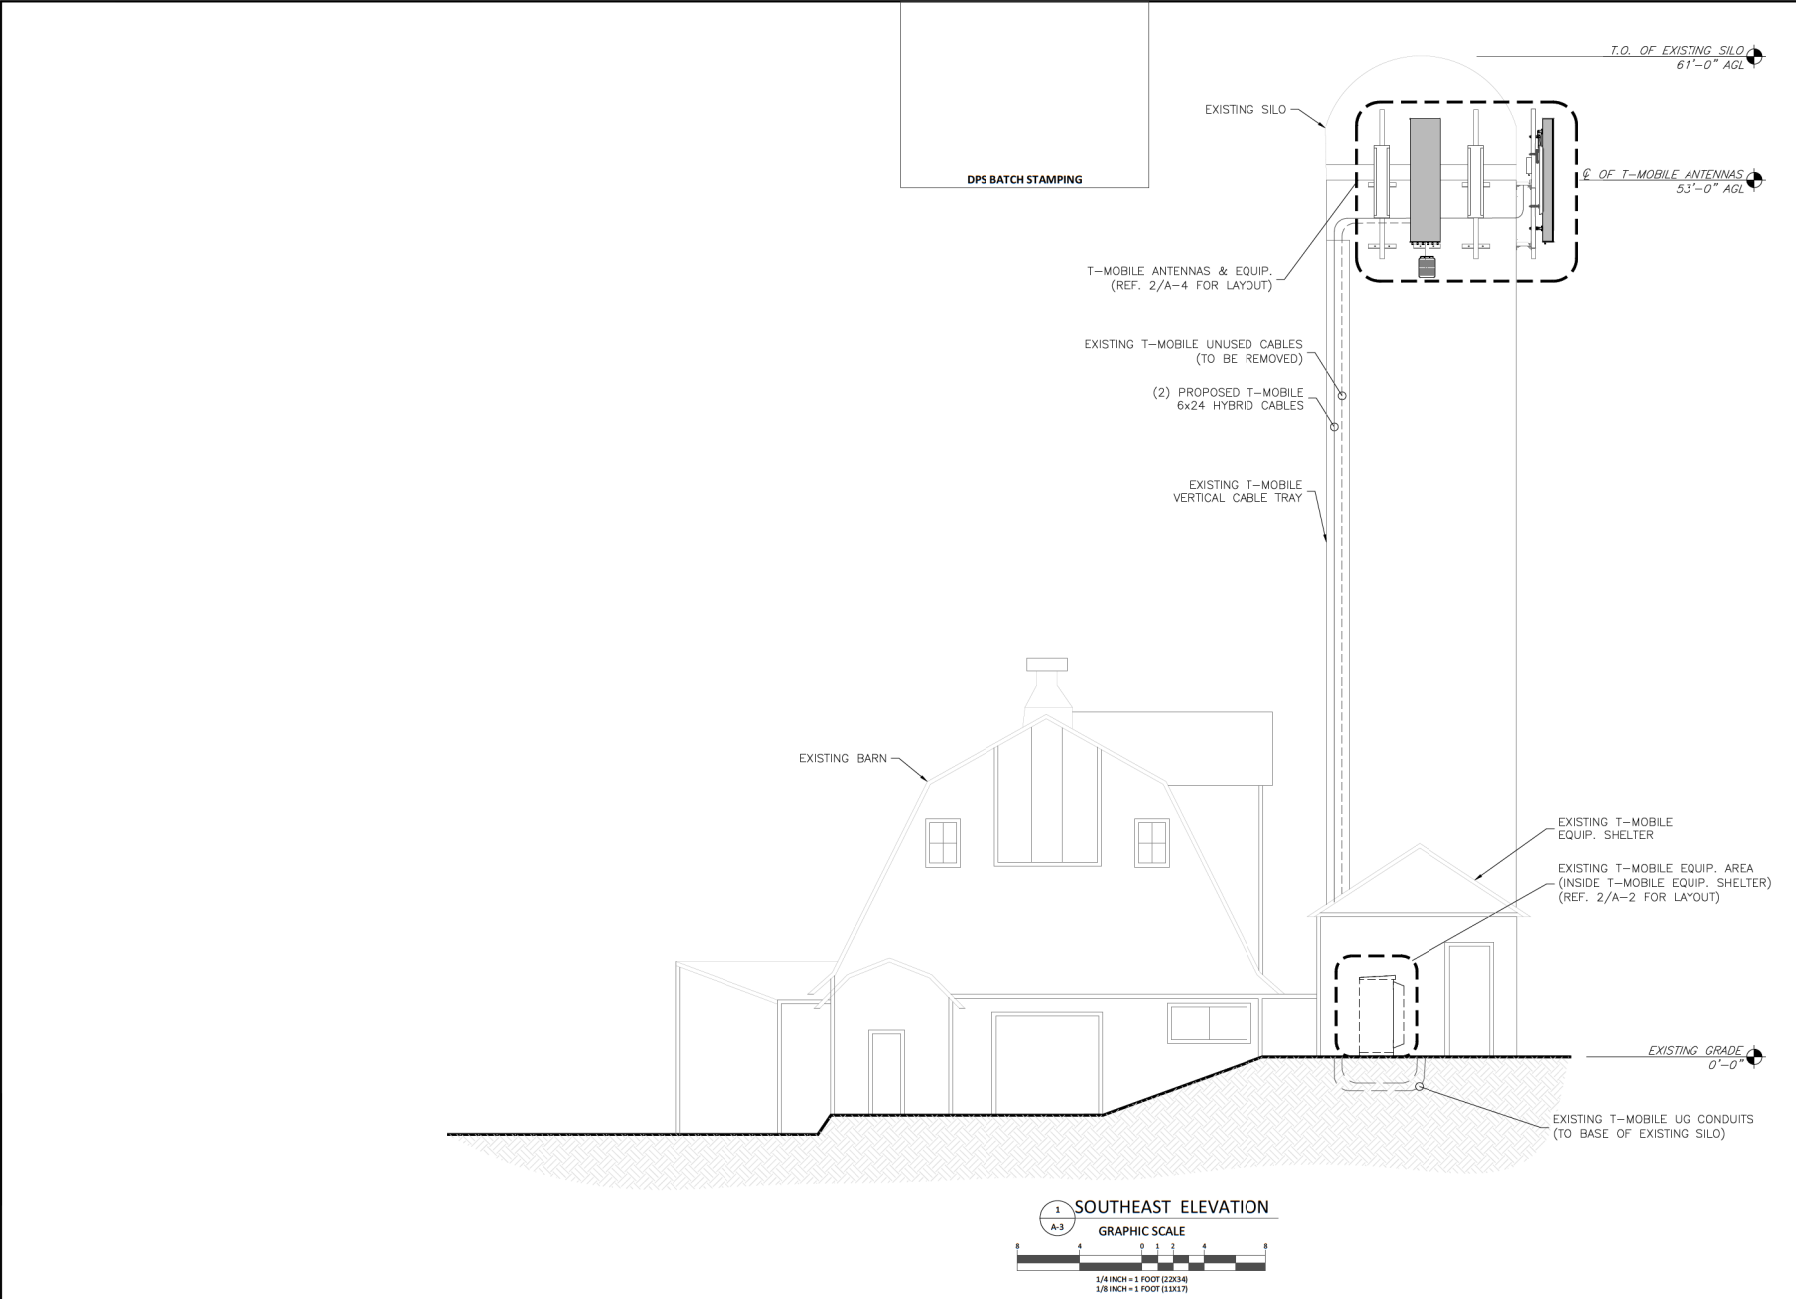 T.O. OF EXISTING SILO
61'-0" AGL
EXISTING SILO
DPS BATCH STAMPING
℄ OF T-MOBILE ANTENNAS
53'-0" AGL
T-MOBILE ANTENNAS & EQUIP.
(REF. 2/A-4 FOR LAYOUT)
EXISTING T-MOBILE UNUSED CABLES
(TO BE REMOVED)
(2) PROPOSED T-MOBILE
6x24 HYBRID CABLES
EXISTING T-MOBILE
VERTICAL CABLE TRAY
EXISTING BARN
EXISTING T-MOBILE
EQUIP. SHELTER
EXISTING T-MOBILE EQUIP. AREA
(INSIDE T-MOBILE EQUIP. SHELTER)
(REF. 2/A-2 FOR LAYOUT)
EXISTING GRADE
0'-0"
EXISTING T-MOBILE UG CONDUITS
(TO BASE OF EXISTING SILO)
1
A-3
SOUTHEAST ELEVATION
GRAPHIC SCALE
8 4 0 1 2 4 8
1/4 INCH = 1 FOOT (22X34)
1/8 INCH = 1 FOOT (11X17)